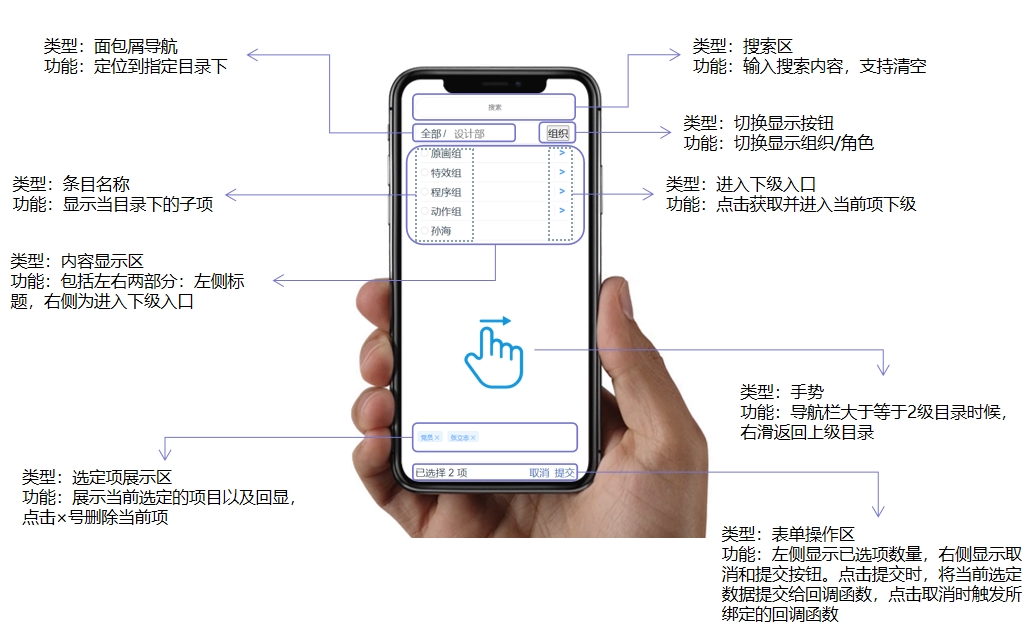 类型：面包屑导航
功能：定位到指定目录下
类型：搜索区
功能：输入搜索内容，支持清空
搜索
全部 / 设计部
组织
类型：切换显示按钮
功能：切换显示组织/角色
原画组 >
特效组 >
程序组 >
动作组 >
孙海
类型：条目名称
功能：显示当目录下的子项
类型：进入下级入口
功能：点击获取并进入当前项下级
类型：内容显示区
功能：包括左右两部分：左侧标
题，右侧为进入下级入口
类型：手势
功能：导航栏大于等于2级目录时候，
右滑返回上级目录
党员 × 独立团 ×
已选择 2 项 取消 提交
类型：选定项展示区
功能：展示当前选定的项目以及回显，
点击×号删除当前项
类型：表单操作区
功能：左侧显示已选项数量，右侧显示取
消和提交按钮。点击提交时，将当前选定
数据提交给回调函数，点击取消时触发所
绑定的回调函数